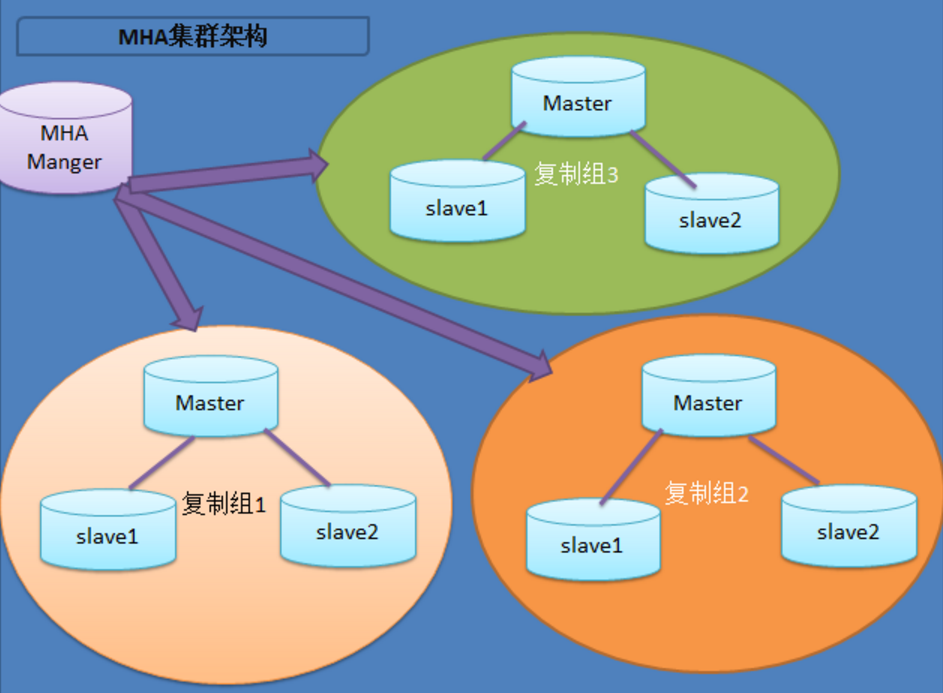 MHA集群架构
MHA
Manger
Master
slave1
复制组3
slave2
Master
slave1
复制组1
slave2
Master
slave1
复制组2
slave2